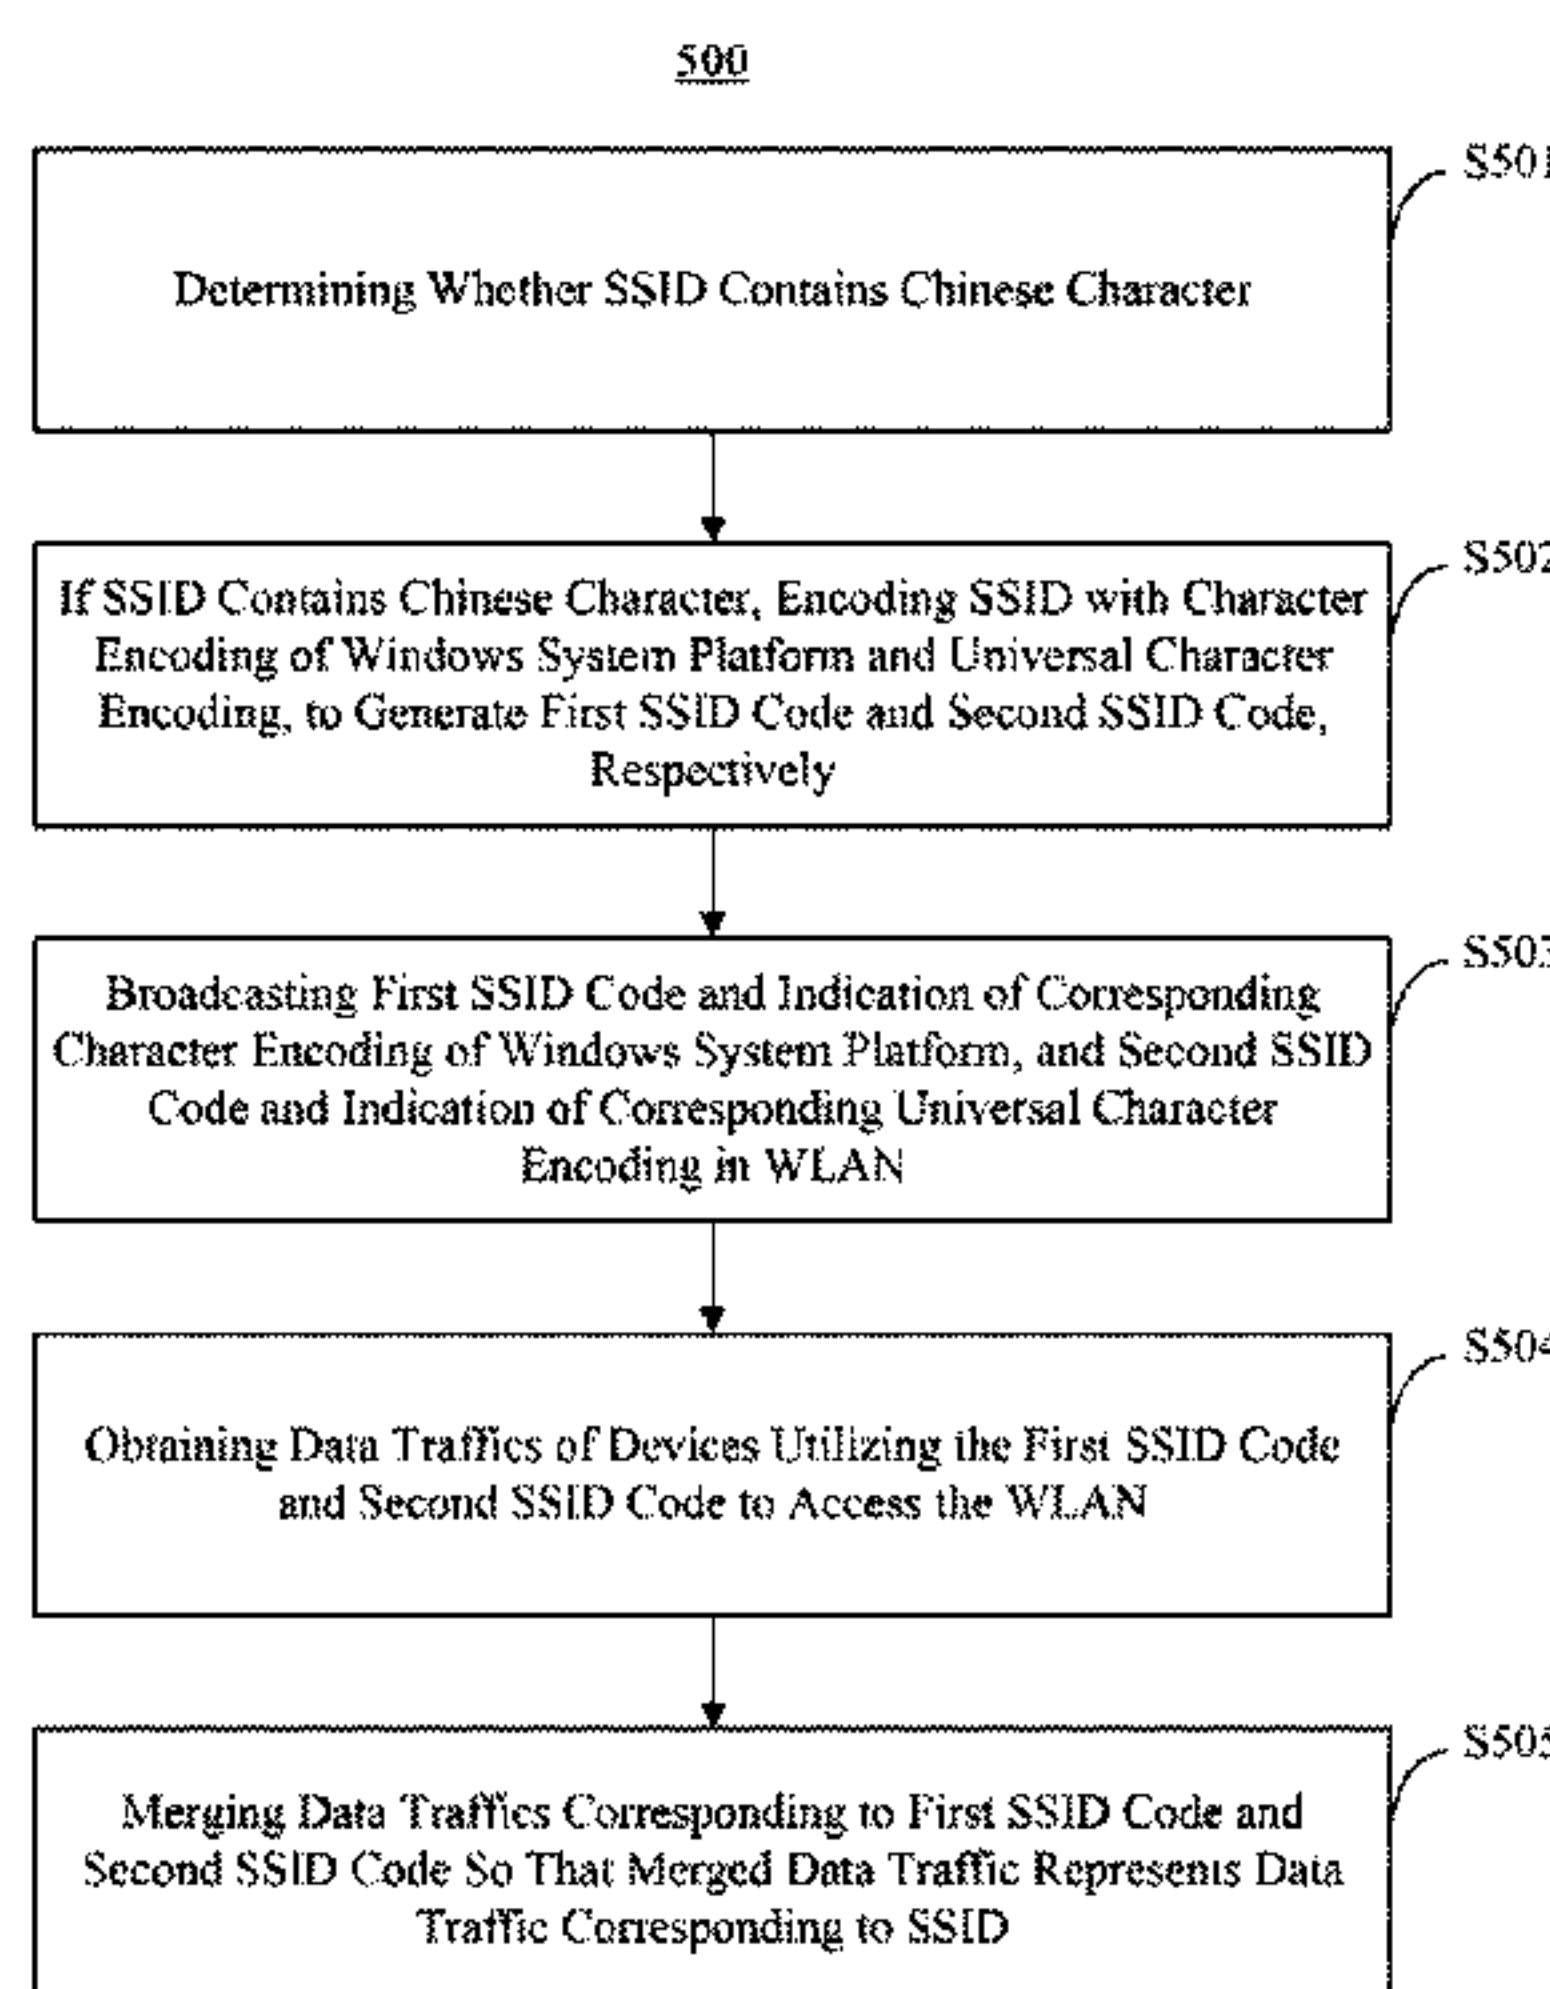 500
S501
Determining Whether SSID Contains Chinese Character
S502
If SSID Contains Chinese Character, Encoding SSID with Character
Encoding of Windows System Platform and Universal Character
Encoding, to Generate First SSID Code and Second SSID Code,
Respectively
S503
Broadcasting First SSID Code and Indication of Corresponding
Character Encoding of Windows System Platform, and Second SSID
Code and Indication of Corresponding Universal Character
Encoding in WLAN
S504
Obtaining Data Traffics of Devices Utilizing the First SSID Code
and Second SSID Code to Access the WLAN
S505
Merging Data Traffics Corresponding to First SSID Code and
Second SSID Code So That Merged Data Traffic Represents Data
Traffic Corresponding to SSID